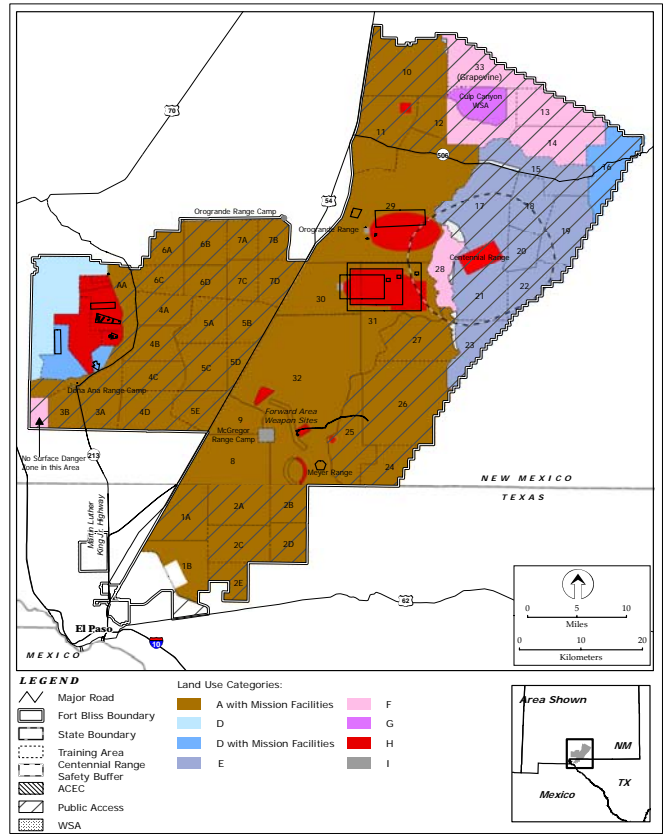 33
(Grapevine)
10
Culp Canyon
WSA
13
12
11
14
70
506
15
16
54
Orogrande Range Camp
29
17
18
Orogrande Range
19
6A
6B
7A
7B
20
Centennial Range
28
AA
6C
6D
7C
7D
22
30
21
4A
31
5A
5B
4B
27
23
5D
5C
4C
32
Dona Ana Range Camp
26
3B
3A
4D
5E
Forward Area
Weapon Sites
9
McGregor
Range Camp
25
No Surface Danger
Zone in this Area
213
8
Meyer Range
24
NEW MEXICO
TEXAS
Martin Luther
King Jr. Highway
1A
2A
2B
2C
2D
1B
2E
62
0 5 10
Miles
0 10 20
Kilometers
El Paso
10
MEXICO
LEGEND
Major Road
Fort Bliss Boundary
State Boundary
Training Area
Centennial Range
Safety Buffer
ACEC
Public Access
WSA
Land Use Categories:
A with Mission Facilities
D
D with Mission Facilities
E
F
G
H
I
Area Shown
NM
TX
Mexico